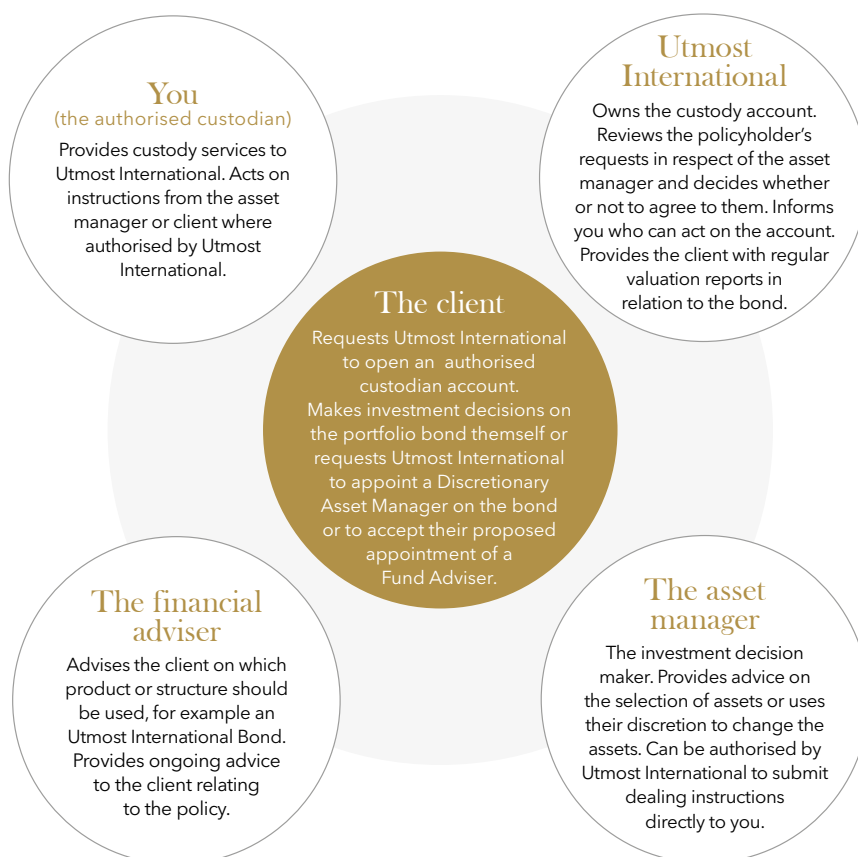 You
(the authorised custodian)
Provides custody services to
Utmost International. Acts on
instructions from the asset
manager or client where
authorised by Utmost
International.
Utmost
International
Owns the custody account.
Reviews the policyholder’s
requests in respect of the asset
manager and decides whether
or not to agree to them. Informs
you who can act on the account.
Provides the client with regular
valuation reports in
relation to the bond.
The client
Requests Utmost International
to open an authorised
custodian account.
Makes investment decisions on
the portfolio bond themself or
requests Utmost International
to appoint a Discretionary
Asset Manager on the bond
or to accept their proposed
appointment of a
Fund Adviser.
The financial
adviser
Advises the client on which
product or structure should
be used, for example an
Utmost International Bond.
Provides ongoing advice
to the client relating
to the policy.
The asset
manager
The investment decision
maker. Provides advice on
the selection of assets or uses
their discretion to change the
assets. Can be authorised by
Utmost International to submit
dealing instructions
directly to you.